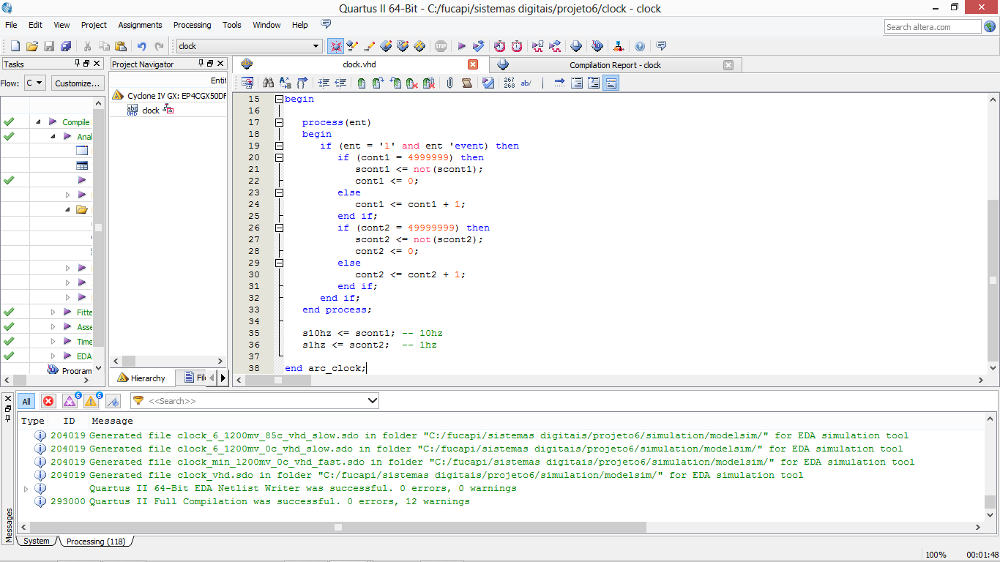 Quartus II 64-Bit - C:/fucapi/sistemas digitais/projeto6/clock - clock
File Edit View Project Assignments Processing Tools Window Help
Search altera.com
clock
Tasks
Flow: C Customize...
Compile
Anal
Fitte
Asse
Time
EDA
Program
Project Navigator
Entit
Cyclone IV GX: EP4CGX50DF
abc
VHD
clock
Hierarchy
Fil
clock.vhd
Compilation Report - clock
267
268
ab/
15 begin
16
17 process(ent)
18 begin
19 if (ent = '1' and ent 'event) then
20 if (cont1 = 4999999) then
21 scont1 <= not(scont1);
22 cont1 <= 0;
23 else
24 cont1 <= cont1 + 1;
25 end if;
26 if (cont2 = 49999999) then
27 scont2 <= not(scont2);
28 cont2 <= 0;
29 else
30 cont2 <= cont2 + 1;
31 end if;
32 end if;
33 end process;
34
35 s10hz <= scont1; -- 10hz
36 s1hz <= scont2; -- 1hz
37
38 end arc_clock;
All 6 6 <<Search>>
Type ID Message
204019 Generated file clock_6_1200mv_85c_vhd_slow.sdo in folder "C:/fucapi/sistemas digitais/projeto6/simulation/modelsim/" for EDA simulation tool
204019 Generated file clock_6_1200mv_0c_vhd_slow.sdo in folder "C:/fucapi/sistemas digitais/projeto6/simulation/modelsim/" for EDA simulation tool
204019 Generated file clock_min_1200mv_0c_vhd_fast.sdo in folder "C:/fucapi/sistemas digitais/projeto6/simulation/modelsim/" for EDA simulation tool
204019 Generated file clock_vhd.sdo in folder "C:/fucapi/sistemas digitais/projeto6/simulation/modelsim/" for EDA simulation tool
Quartus II 64-Bit EDA Netlist Writer was successful. 0 errors, 0 warnings
293000 Quartus II Full Compilation was successful. 0 errors, 12 warnings
Messages
System Processing (118)
100% 00:01:48